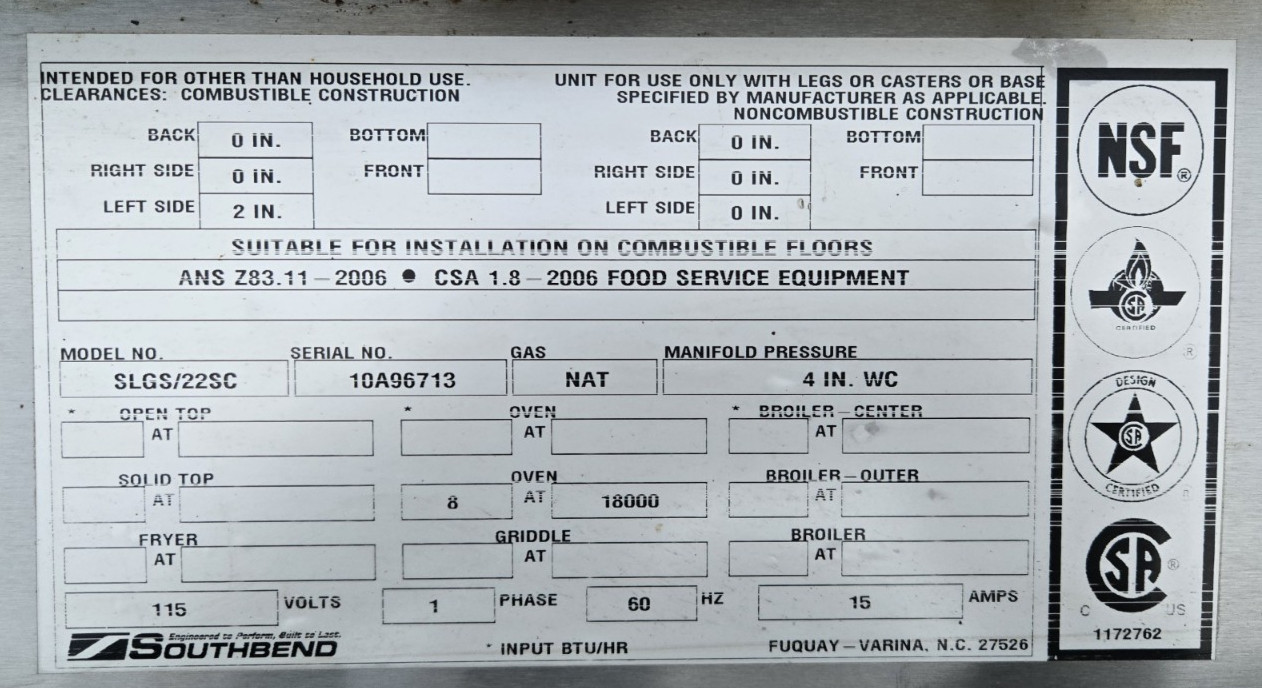 INTENDED FOR OTHER THAN HOUSEHOLD USE.
CLEARANCES: COMBUSTIBLE CONSTRUCTION
UNIT FOR USE ONLY WITH LEGS OR CASTERS OR BASE
SPECIFIED BY MANUFACTURER AS APPLICABLE.
NONCOMBUSTIBLE CONSTRUCTION
BACK 0 IN. BOTTOM BACK 0 IN. BOTTOM
RIGHT SIDE 0 IN. FRONT RIGHT SIDE 0 IN. FRONT
LEFT SIDE 2 IN. LEFT SIDE 0 IN.
SUITABLE FOR INSTALLATION ON COMBUSTIBLE FLOORS
ANS Z83.11 – 2006 ● CSA 1.8 – 2006 FOOD SERVICE EQUIPMENT
MODEL NO. SERIAL NO. GAS MANIFOLD PRESSURE
SLGS/22SC 10A96713 NAT 4 IN. WC
* OPEN TOP * OVEN * BROILER – CENTER
AT AT AT
SOLID TOP OVEN BROILER – OUTER
AT 8 AT 18000 AT
FRYER GRIDDLE BROILER
AT AT AT
115 VOLTS 1 PHASE 60 HZ 15 AMPS
Engineered to Perform, Built to Last.
SOUTHBEND * INPUT BTU/HR FUQUAY – VARINA, N.C. 27526
NSF®
CSA
CERTIFIED
®
DESIGN
CSA
CERTIFIED
®
CSA®
C US
1172762